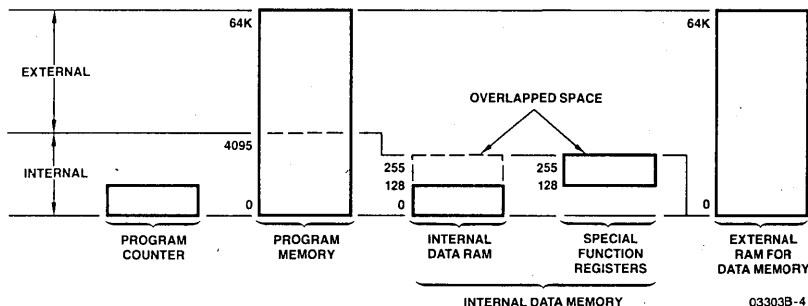 64K
64K
EXTERNAL
OVERLAPPED SPACE
4095
INTERNAL
255
128
0
255
128
0
0
PROGRAM
COUNTER
PROGRAM
MEMORY
INTERNAL
DATA RAM
SPECIAL
FUNCTION
REGISTERS
EXTERNAL
RAM FOR
DATA MEMORY
INTERNAL DATA MEMORY
03303B-4